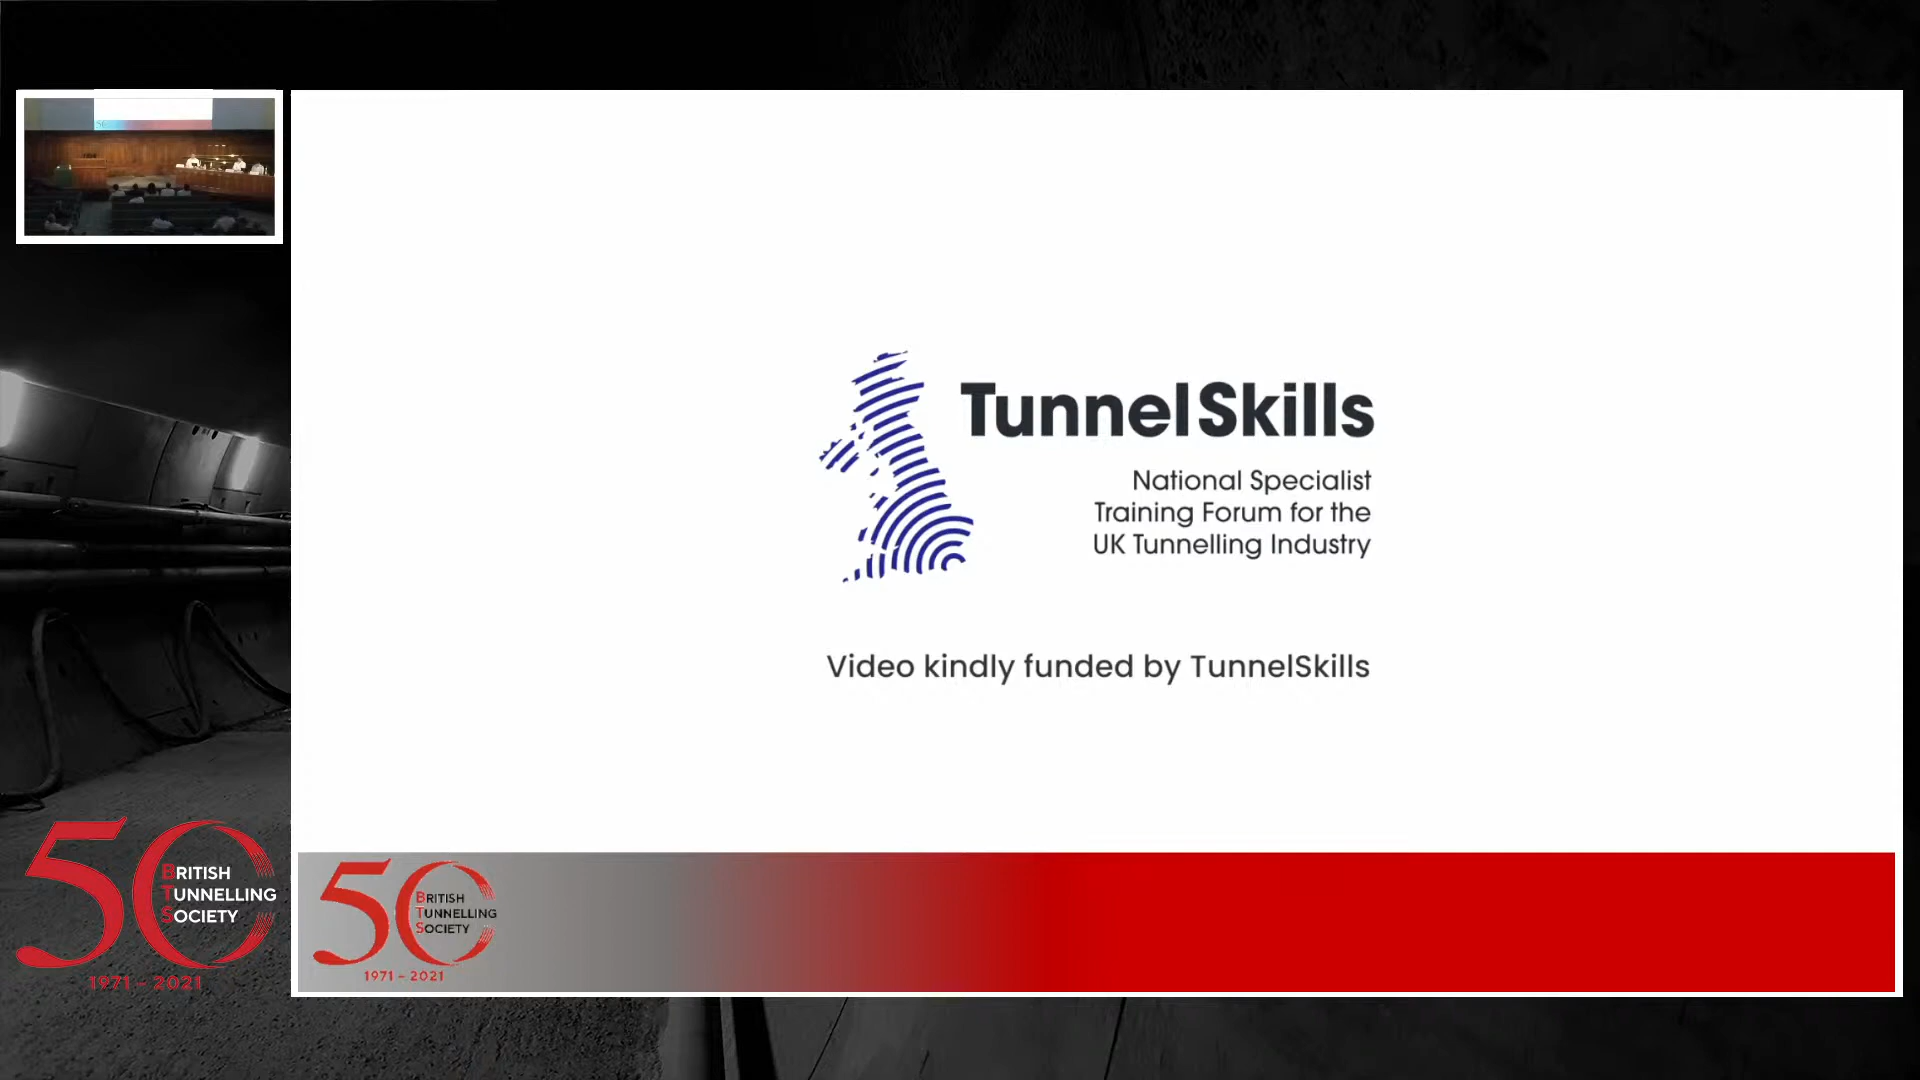 TunnelSkills
National Specialist
Training Forum for the
UK Tunnelling Industry
Video kindly funded by TunnelSkills
50
BRITISH
TUNNELLING
SOCIETY
1971 - 2021
50
BRITISH
TUNNELLING
SOCIETY
1971 - 2021